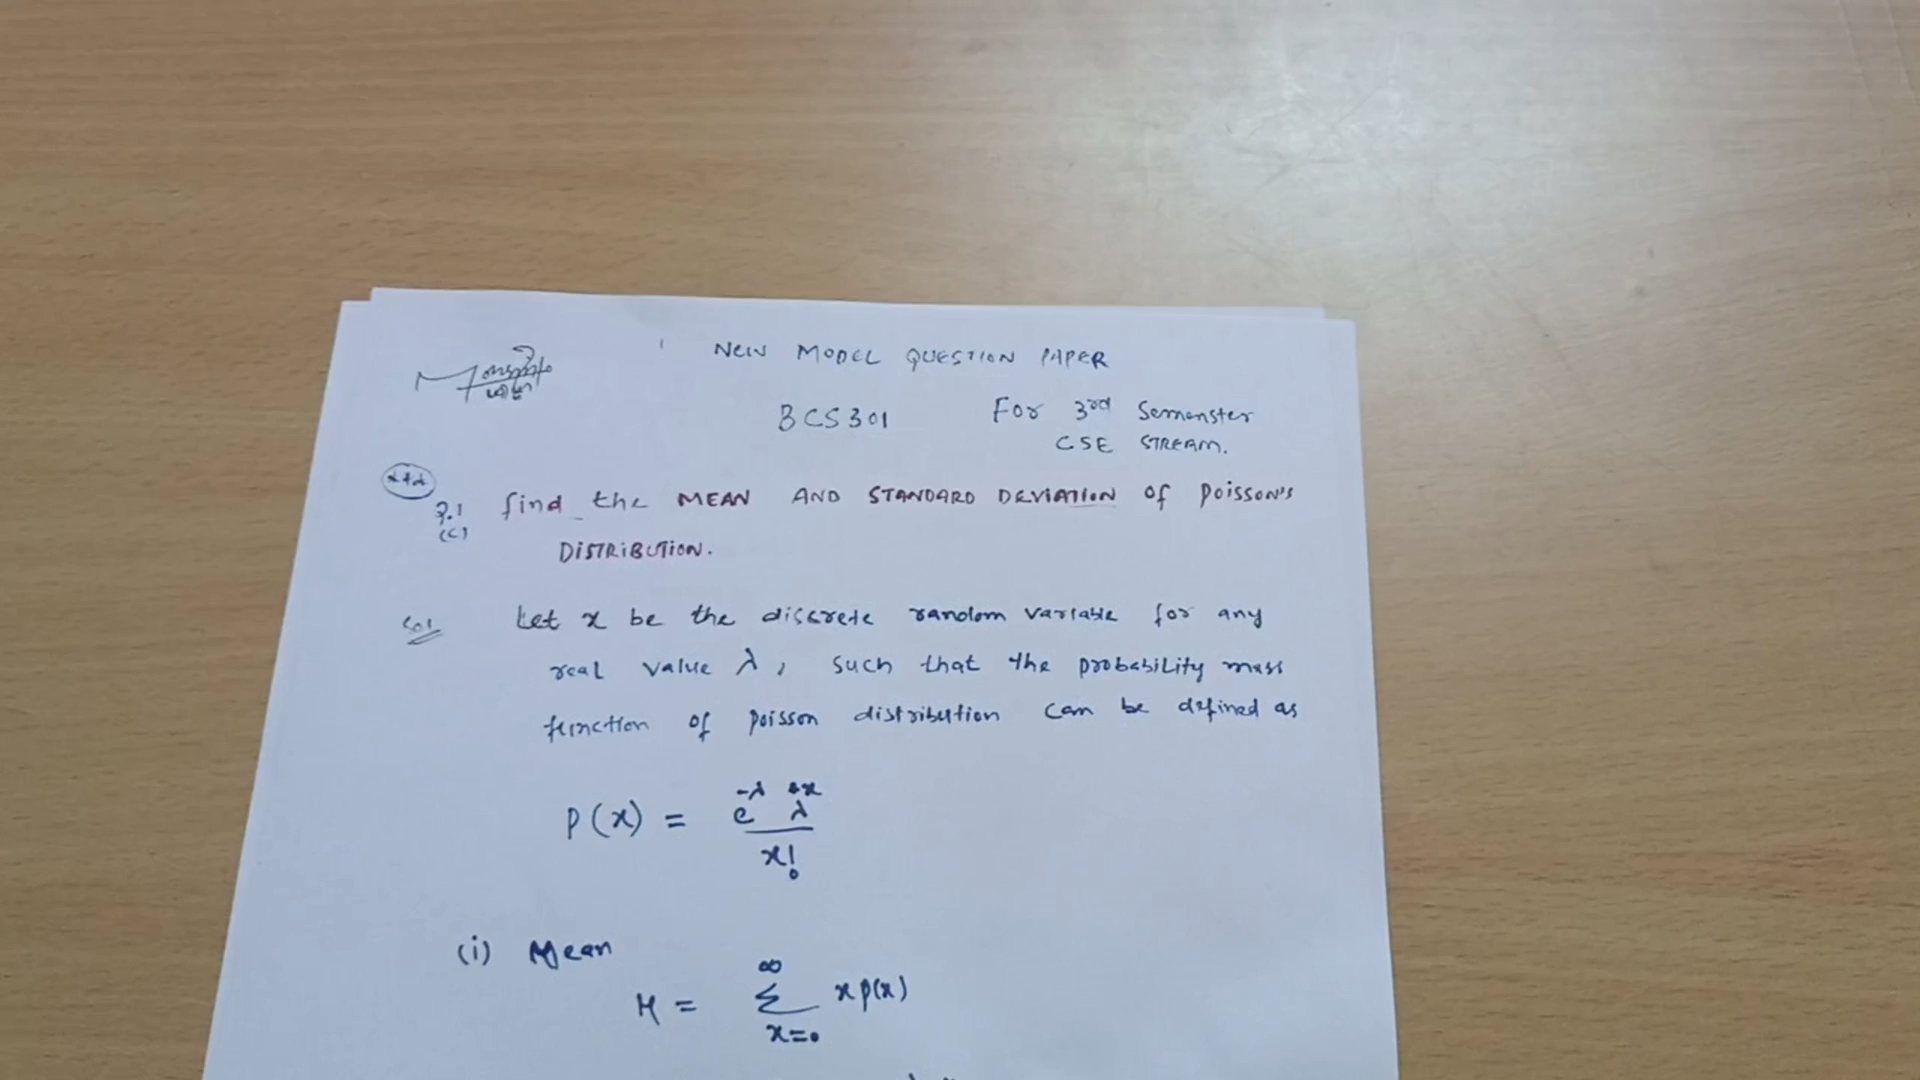 NEW MODEL QUESTION PAPER
BCS301 For 3rd Semenster
CSE STREAM.
Q.1 find the MEAN AND STANDARD DEVIATION of Poisson's
(c)
DISTRIBUTION.
Sol Let x be the discrete random variable for any
real value λ, such that the probability mass
function of poisson distribution can be defined as
P(x) = e^-λ λ^x / x!
(i) Mean
μ = ∞ Σ x=0 x p(x)